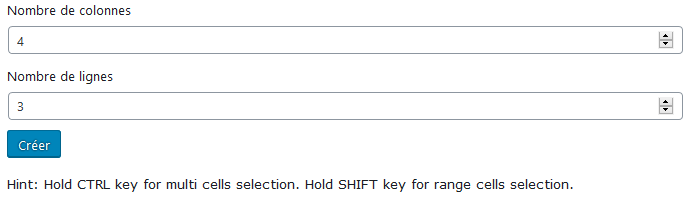 Nombre de colonnes
4
Nombre de lignes
3
Créer
Hint: Hold CTRL key for multi cells selection. Hold SHIFT key for range cells selection.